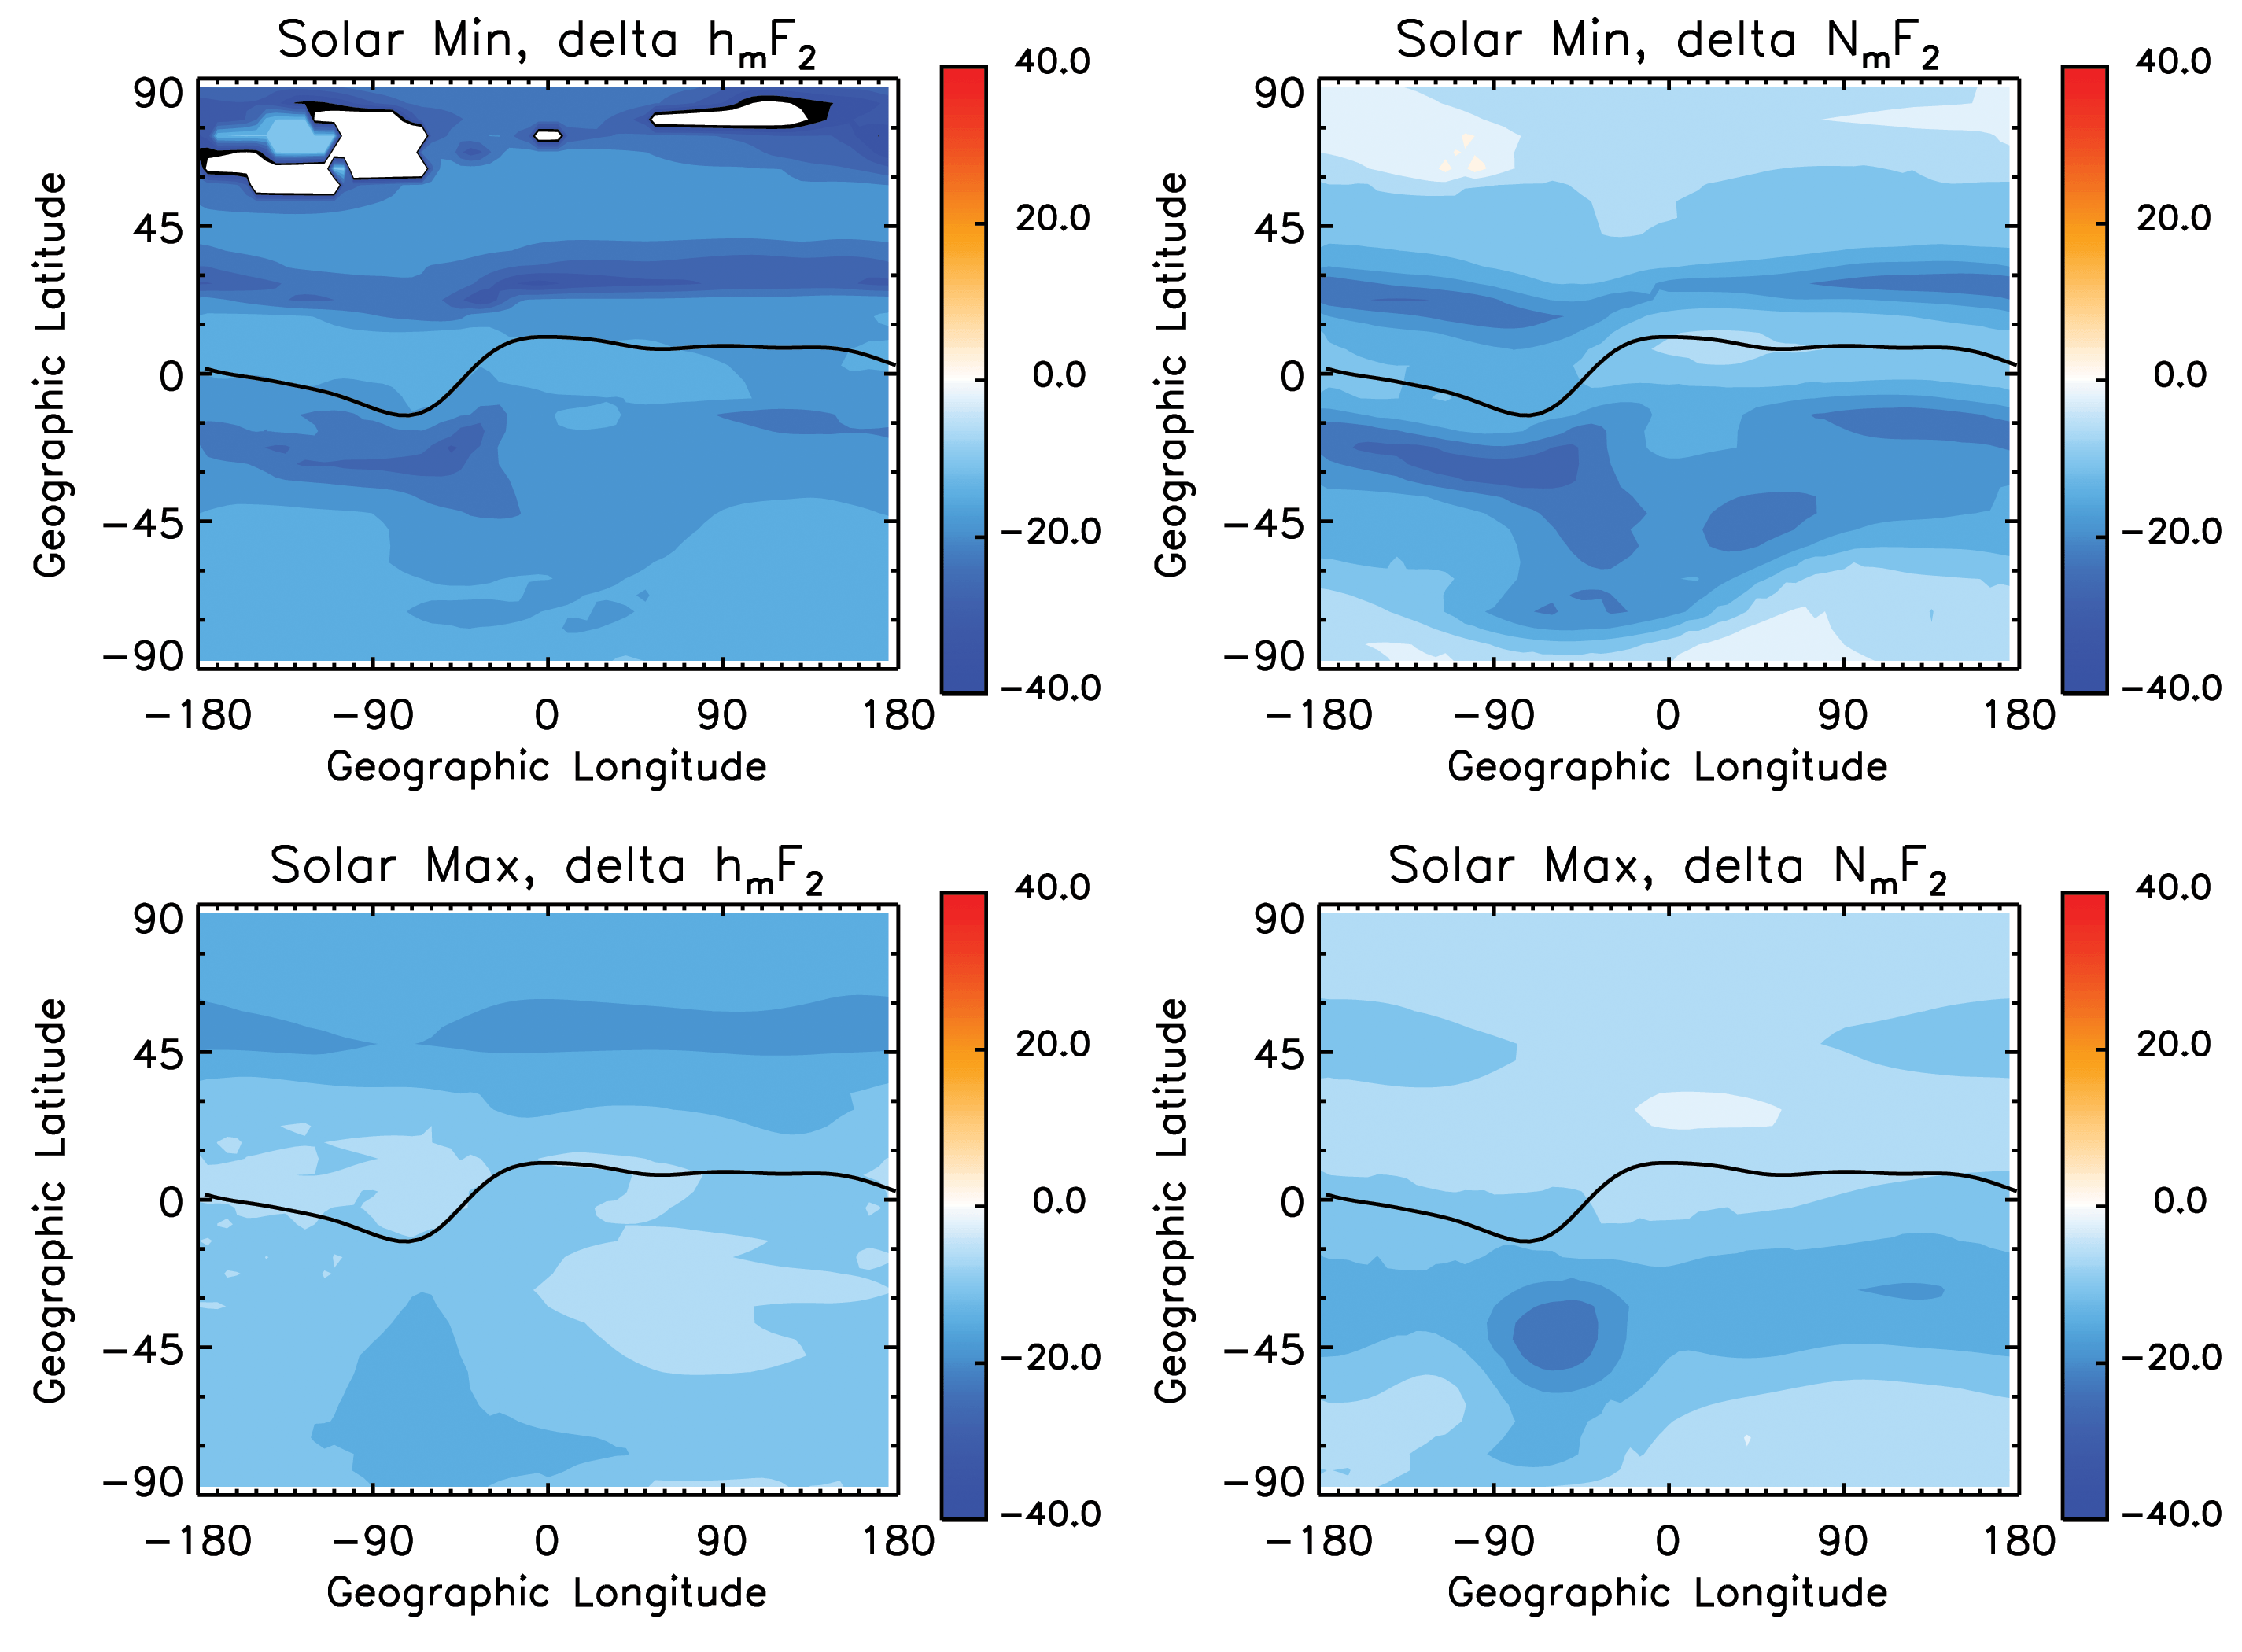 Solar Min, delta hmF2
Geographic Latitude
90
45
0
−45
−90
−180 −90 0 90 180
Geographic Longitude
40.0
20.0
0.0
−20.0
−40.0
Solar Min, delta NmF2
Geographic Latitude
90
45
0
−45
−90
−180 −90 0 90 180
Geographic Longitude
40.0
20.0
0.0
−20.0
−40.0
Solar Max, delta hmF2
Geographic Latitude
90
45
0
−45
−90
−180 −90 0 90 180
Geographic Longitude
40.0
20.0
0.0
−20.0
−40.0
Solar Max, delta NmF2
Geographic Latitude
90
45
0
−45
−90
−180 −90 0 90 180
Geographic Longitude
40.0
20.0
0.0
−20.0
−40.0